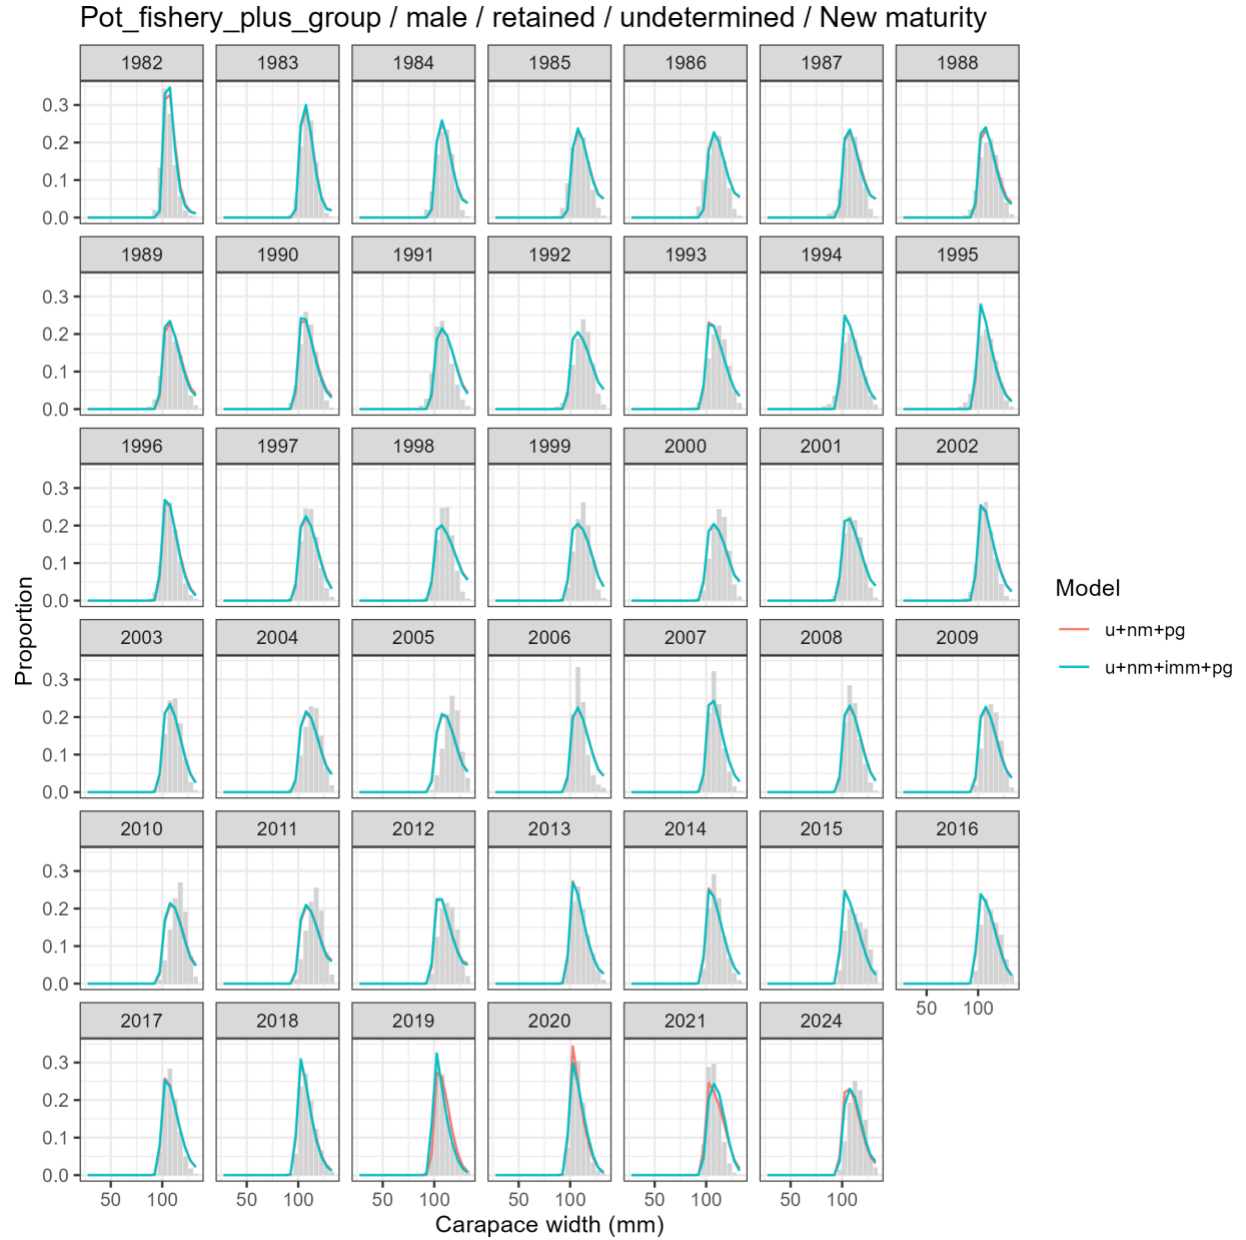 Pot_fishery_plus_group / male / retained / undetermined / New maturity
1982 1983 1984 1985 1986 1987 1988
0.3
0.2
0.1
0.0
1989 1990 1991 1992 1993 1994 1995
0.3
0.2
0.1
0.0
1996 1997 1998 1999 2000 2001 2002
0.3
0.2
0.1
0.0
2003 2004 2005 2006 2007 2008 2009
0.3
0.2
0.1
0.0
2010 2011 2012 2013 2014 2015 2016
0.3
0.2
0.1
0.0
50 100
2017 2018 2019 2020 2021 2024
0.3
0.2
0.1
0.0
50 100 50 100 50 100 50 100 50 100 50 100
Carapace width (mm)
Proportion
Model
u+nm+pg
u+nm+imm+pg